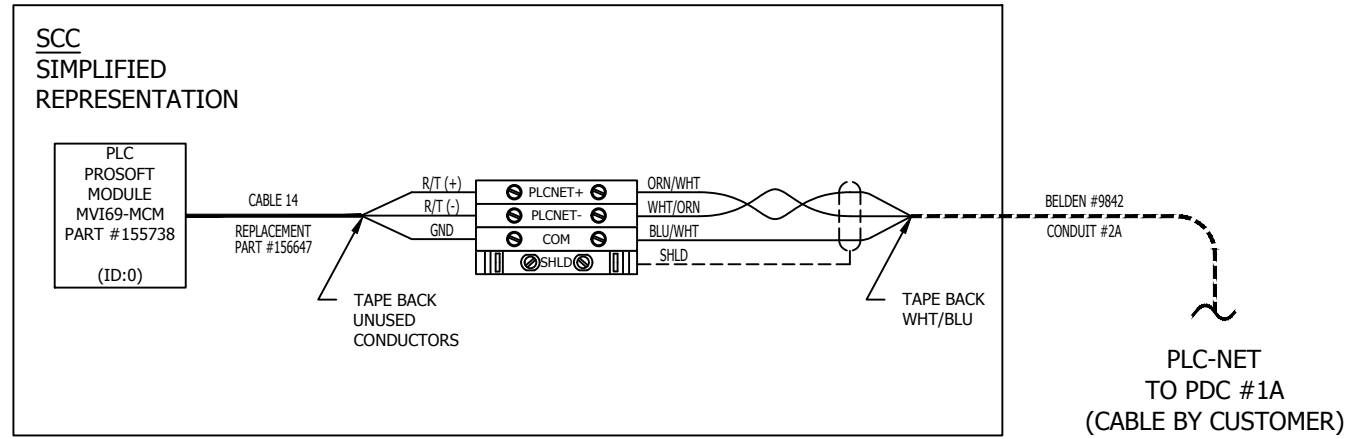 SCC
SIMPLIFIED
REPRESENTATION
PLC
PROSOFT
MODULE
MVI69-MCM
PART #155738
(ID:0)
CABLE 14
REPLACEMENT
PART #156647
R/T (+)
R/T (-)
GND
PLCNET+
PLCNET-
COM
SHLD
ORN/WHT
WHT/ORN
BLU/WHT
SHLD
TAPE BACK
UNUSED
CONDUCTORS
TAPE BACK
WHT/BLU
BELDEN #9842
CONDUIT #2A
PLC-NET
TO PDC #1A
(CABLE BY CUSTOMER)